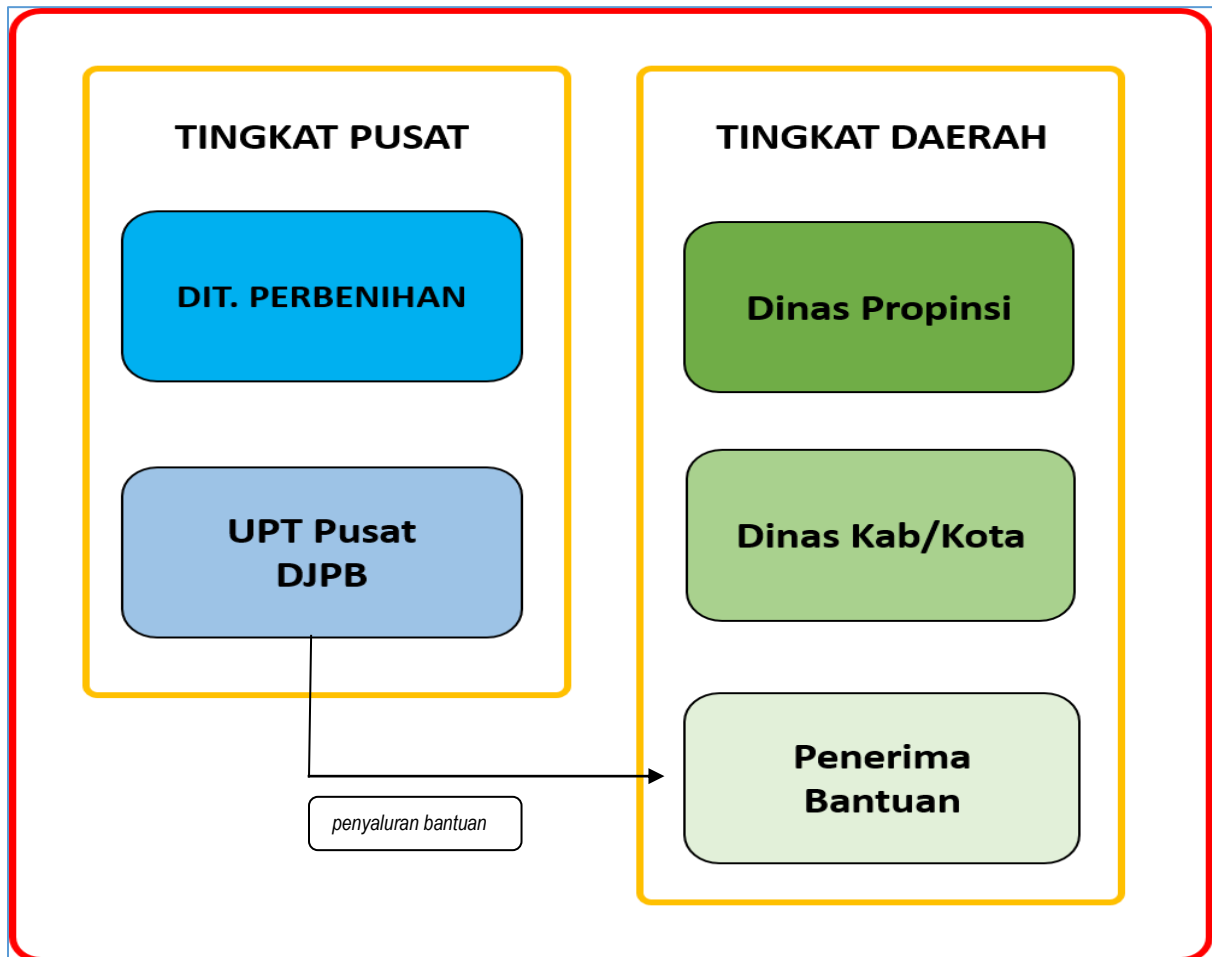 TINGKAT PUSAT
DIT. PERBENIHAN
UPT Pusat
DJPB
penyaluran bantuan
TINGKAT DAERAH
Dinas Propinsi
Dinas Kab/Kota
Penerima
Bantuan